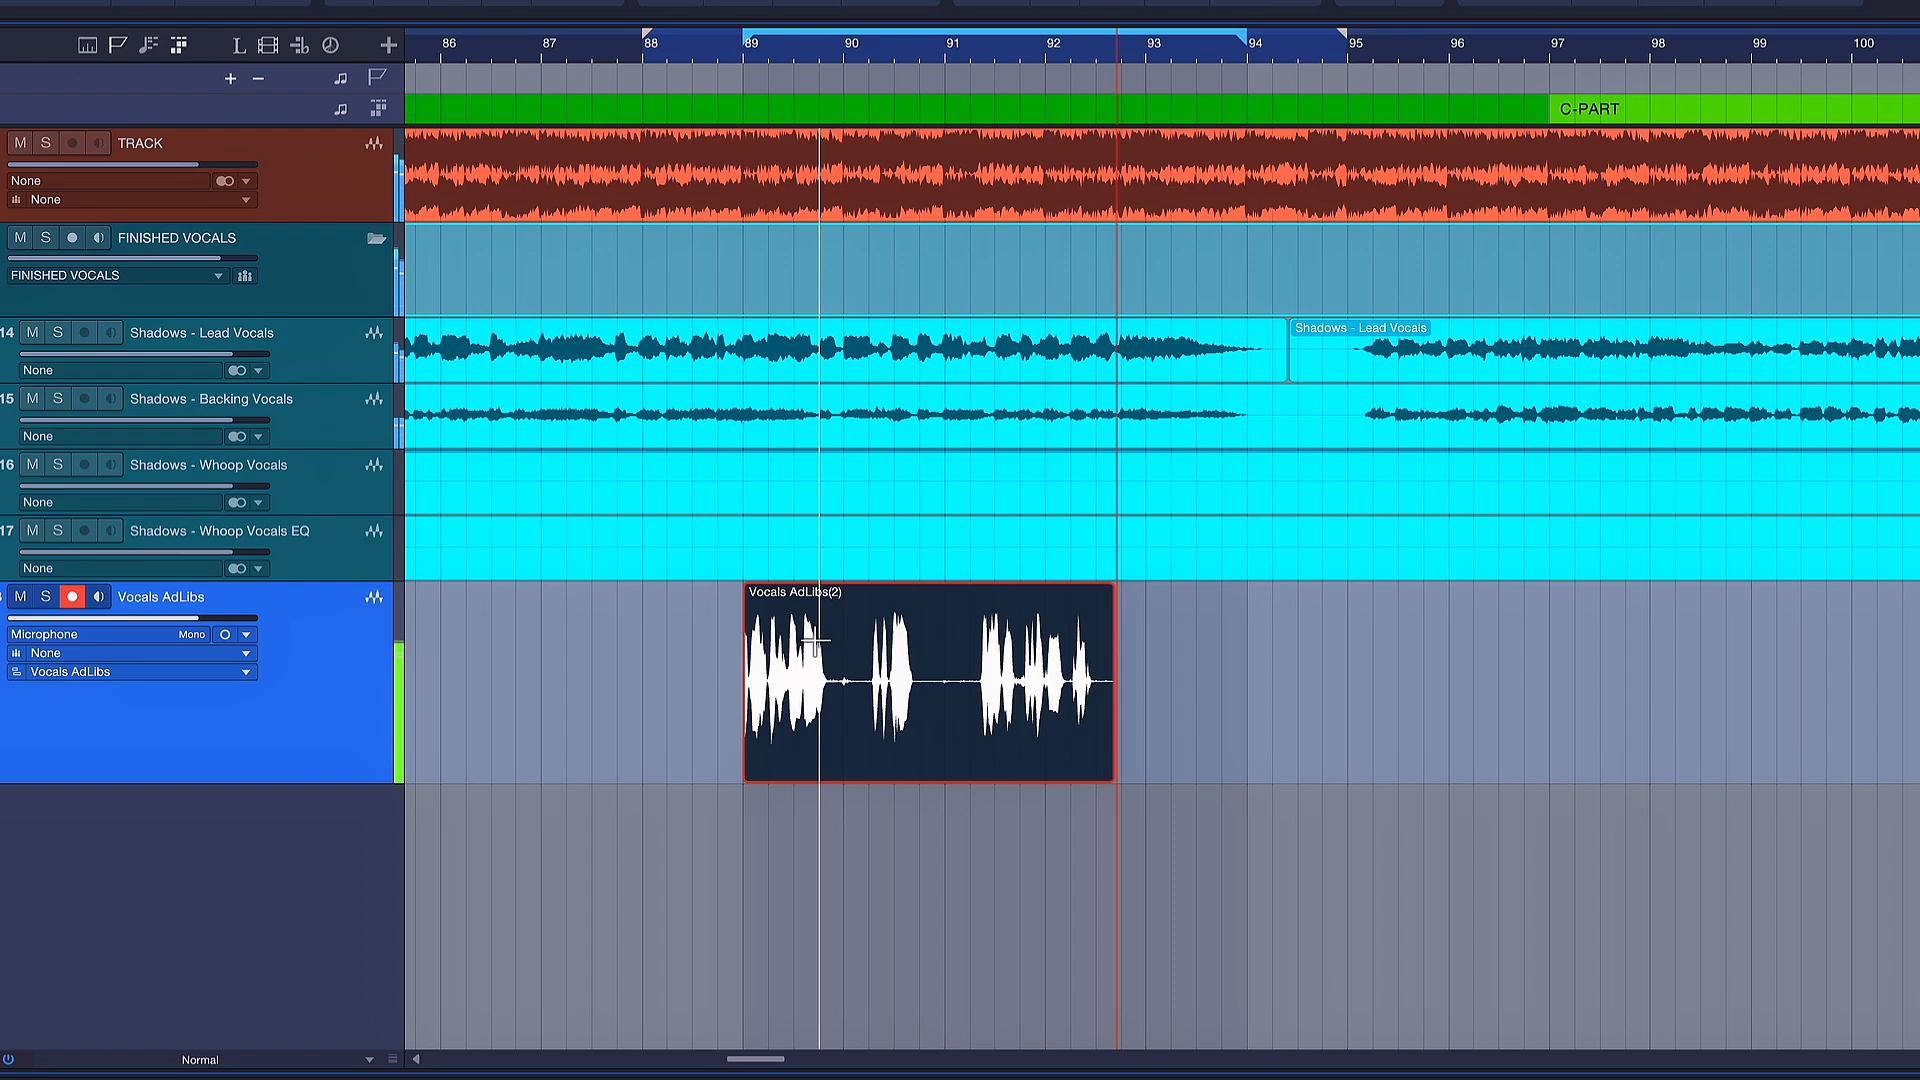 86 87 88 89 90 91 92 93 94 95 96 97 98 99 100
L
C-PART
M S TRACK
None
None
M S FINISHED VOCALS
FINISHED VOCALS
14 M S Shadows - Lead Vocals
None
Shadows - Lead Vocals
15 M S Shadows - Backing Vocals
None
16 M S Shadows - Whoop Vocals
None
17 M S Shadows - Whoop Vocals EQ
None
M S Vocals AdLibs
Vocals AdLibs(2)
Microphone Mono
None
Vocals AdLibs
Normal